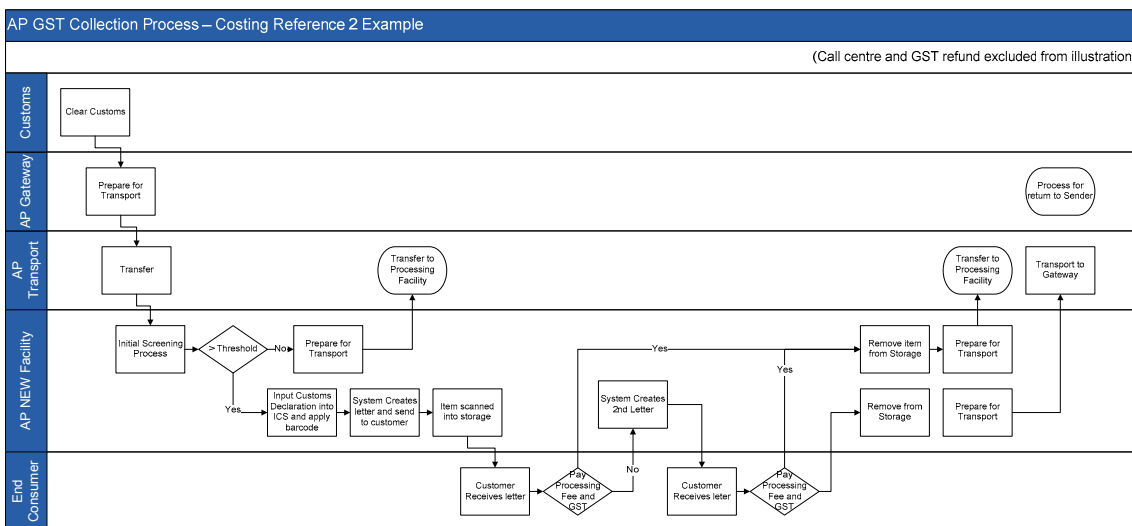 AP GST Collection Process – Costing Reference 2 Example
(Call centre and GST refund excluded from illustration
Customs
Clear Customs
AP Gateway
Prepare for
Transport
Process for
return to Sender
AP
Transport
Transfer
Transfer to
Processing
Facility
Transfer to
Processing
Facility
Transport to
Gateway
AP NEW Facility
Initial Screening
Process
> Threshold
No
Prepare for
Transport
Yes
Remove item
from Storage
Prepare for
Transport
Yes
Yes
Input Customs
Declaration into
ICS and apply
barcode
System Creates
letter and send
to customer
Item scanned
into storage
System Creates
2nd Letter
Remove from
Storage
Prepare for
Transport
End
Consumer
Customer
Receives letter
Pay
Processing
Fee and
GST
No
Customer
Receives leter
Pay
Processing
Fee and
GST